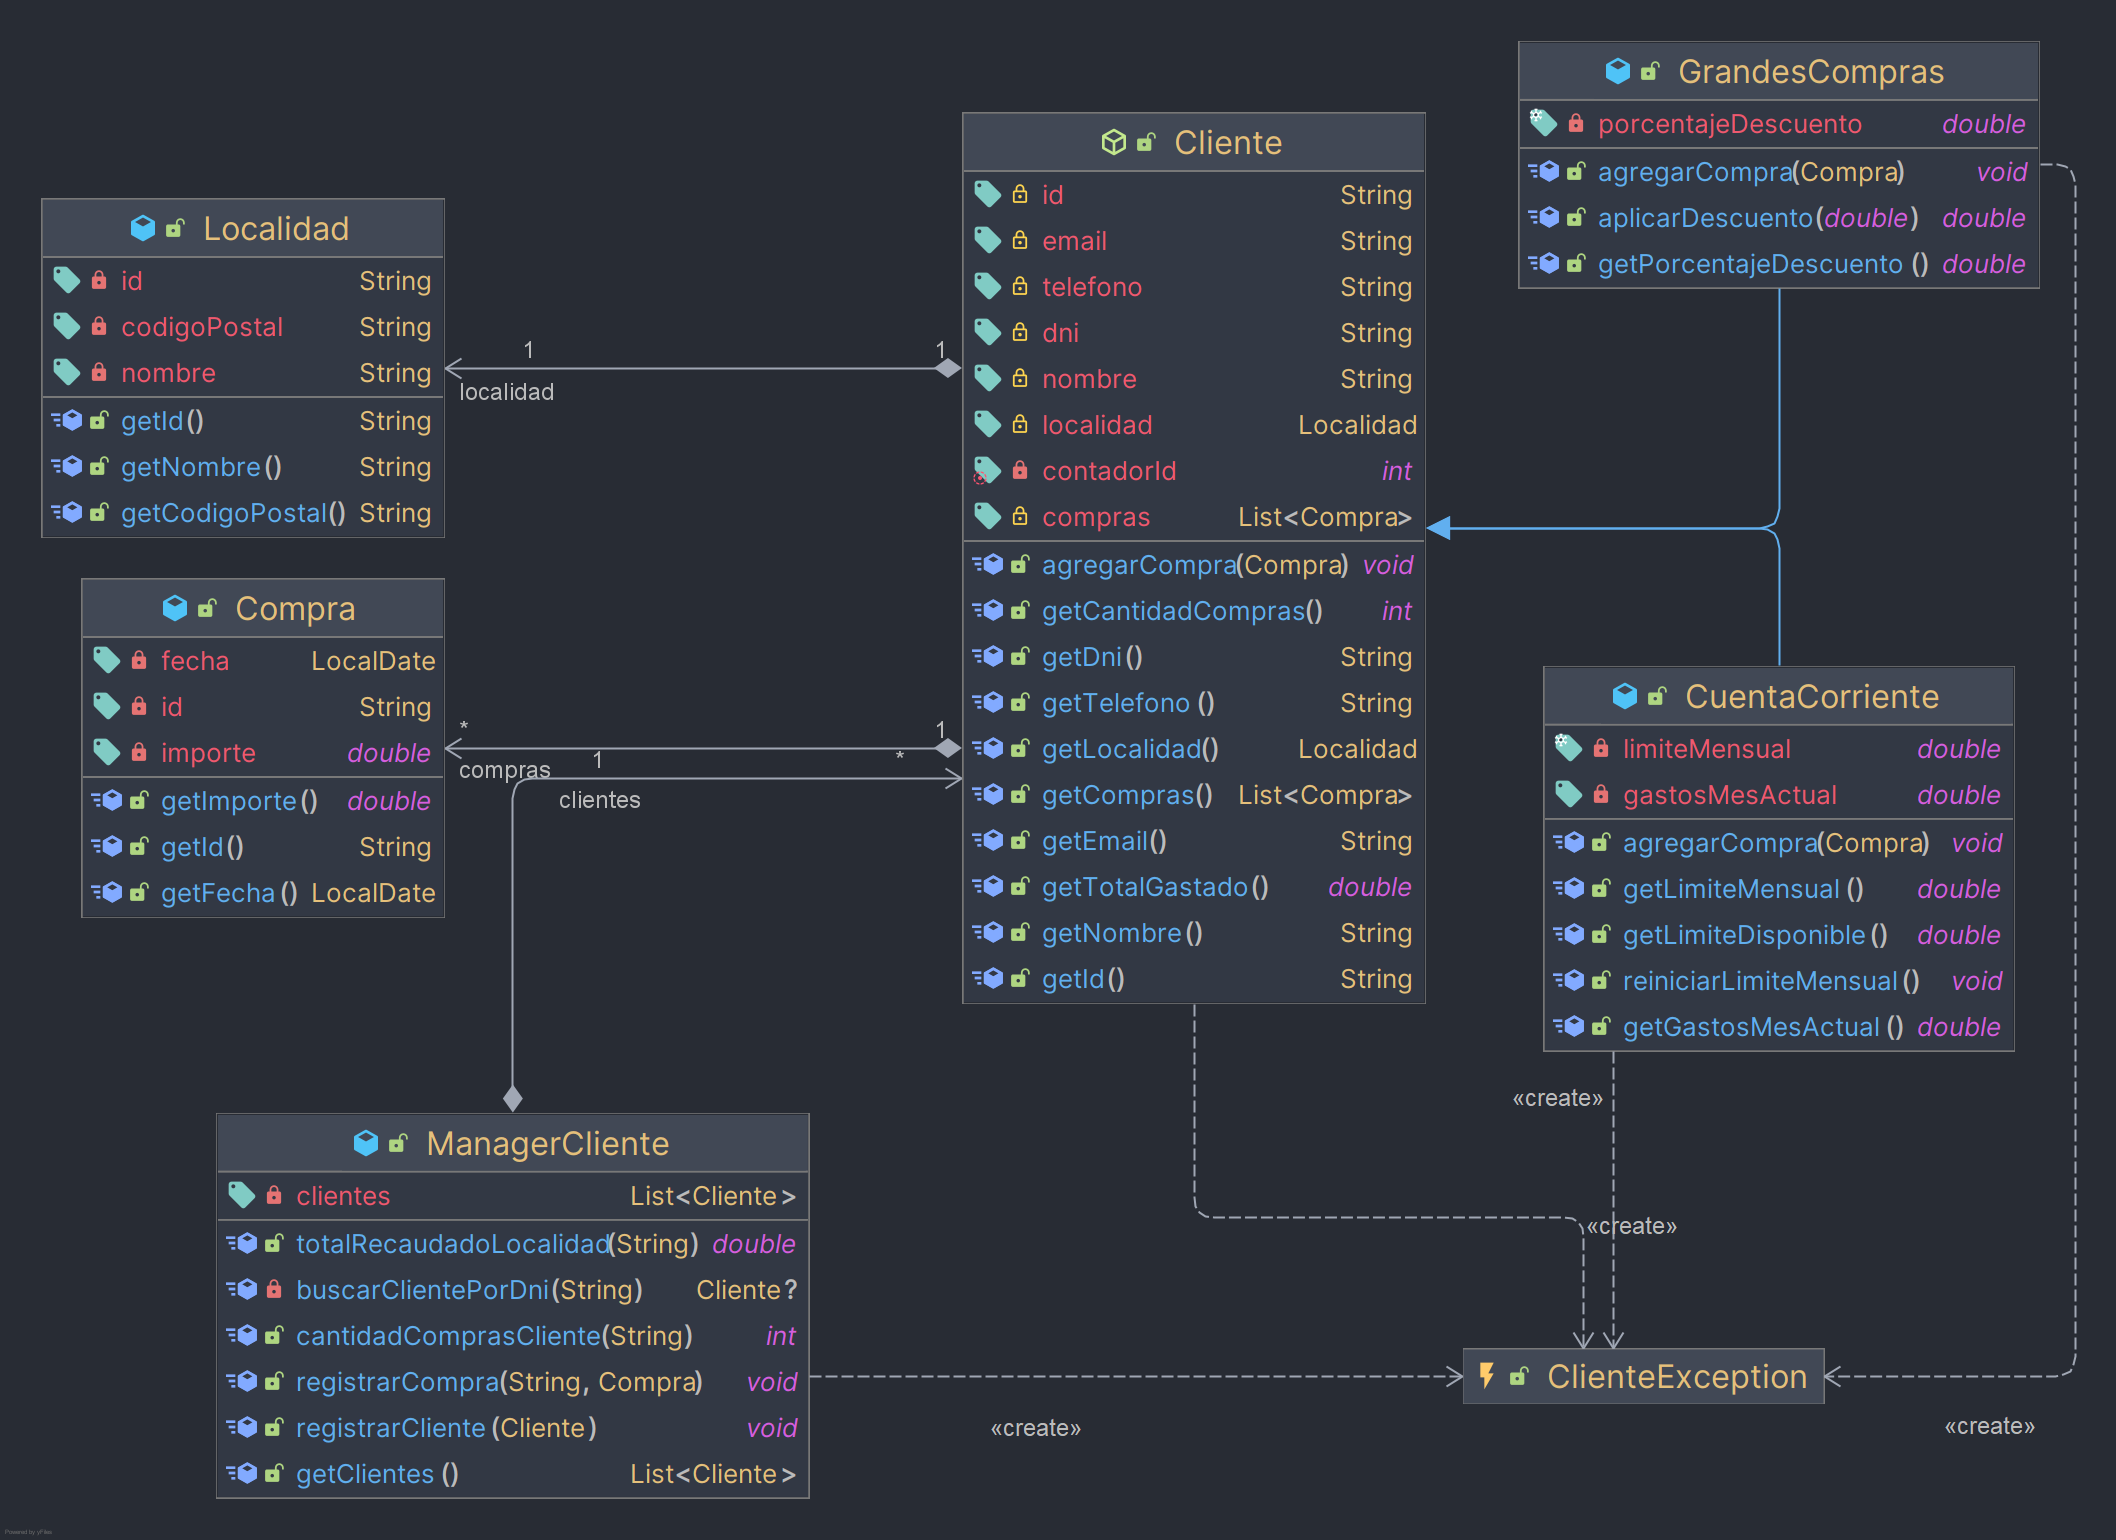 GrandesCompras
porcentajeDescuento double
agregarCompra(Compra) void
aplicarDescuento(double) double
getPorcentajeDescuento() double
Cliente
id String
email String
telefono String
dni String
nombre String
localidad Localidad
contadorId int
compras List<Compra>
agregarCompra(Compra) void
getCantidadCompras() int
getDni() String
getTelefono() String
getLocalidad() Localidad
getCompras() List<Compra>
getEmail() String
getTotalGastado() double
getNombre() String
getId() String
Localidad
id String
codigoPostal String
nombre String
getId() String
getNombre() String
getCodigoPostal() String
1 1
localidad
Compra
fecha LocalDate
id String
importe double
getImporte() double
getId() String
getFecha() LocalDate
* 1
compras
1 *
clientes
CuentaCorriente
limiteMensual double
gastosMesActual double
agregarCompra(Compra) void
getLimiteMensual() double
getLimiteDisponible() double
reiniciarLimiteMensual() void
getGastosMesActual() double
«create»
«create»
ManagerCliente
clientes List<Cliente>
totalRecaudadoLocalidad(String) double
buscarClientePorDni(String) Cliente?
cantidadComprasCliente(String) int
registrarCompra(String, Compra) void
registrarCliente(Cliente) void
getClientes() List<Cliente>
ClienteException
«create»
«create»
Powered by yFiles